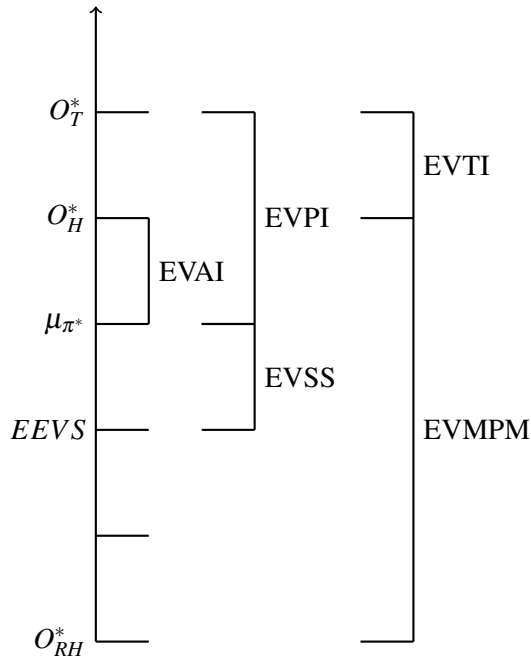 O*_T
EVTI
O*_H
EVPI
EVAI
μ_π*
EVSS
EEVS
EVMPM
O*_RH